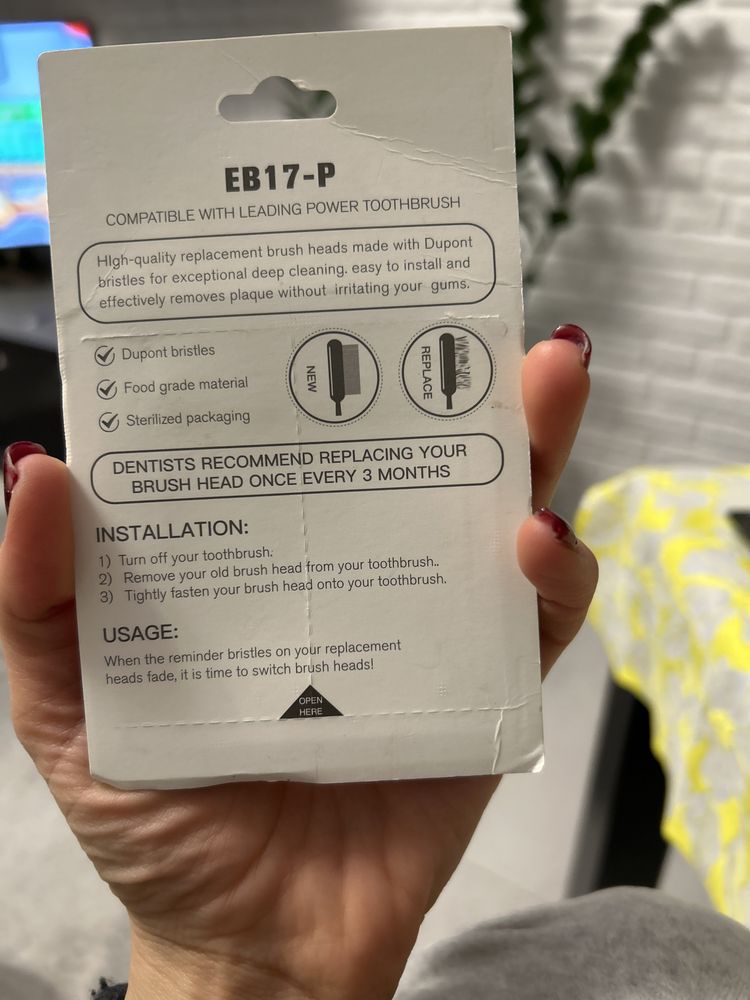 EB17-P
COMPATIBLE WITH LEADING POWER TOOTHBRUSH
HIgh-quality replacement brush heads made with Dupont
bristles for exceptional deep cleaning. easy to install and
effectively removes plaque without irritating your gums.
Dupont bristles
Food grade material
Sterilized packaging
NEW
REPLACE
DENTISTS RECOMMEND REPLACING YOUR
BRUSH HEAD ONCE EVERY 3 MONTHS
INSTALLATION:
1) Turn off your toothbrush.
2) Remove your old brush head from your toothbrush..
3) Tightly fasten your brush head onto your toothbrush.
USAGE:
When the reminder bristles on your replacement
heads fade, it is time to switch brush heads!
OPEN
HERE